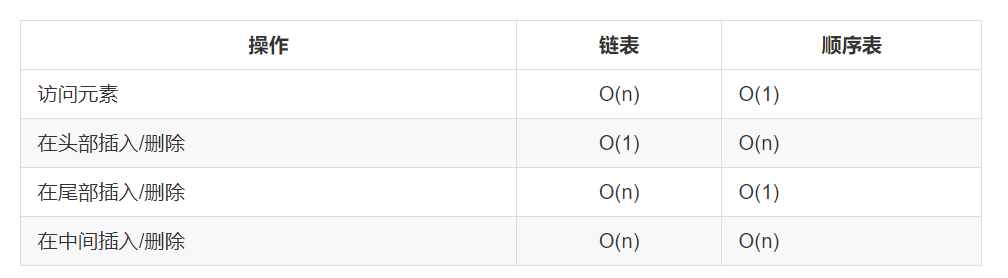 操作 链表 顺序表
访问元素 O(n) O(1)
在头部插入/删除 O(1) O(n)
在尾部插入/删除 O(n) O(1)
在中间插入/删除 O(n) O(n)